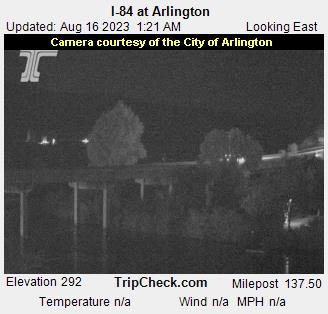 I-84 at Arlington
Updated: Aug 16 2023 1:21 AM Looking East
Camera courtesy of the City of Arlington
Elevation 292 TripCheck.com Milepost 137.50
Temperature n/a Wind n/a MPH n/a